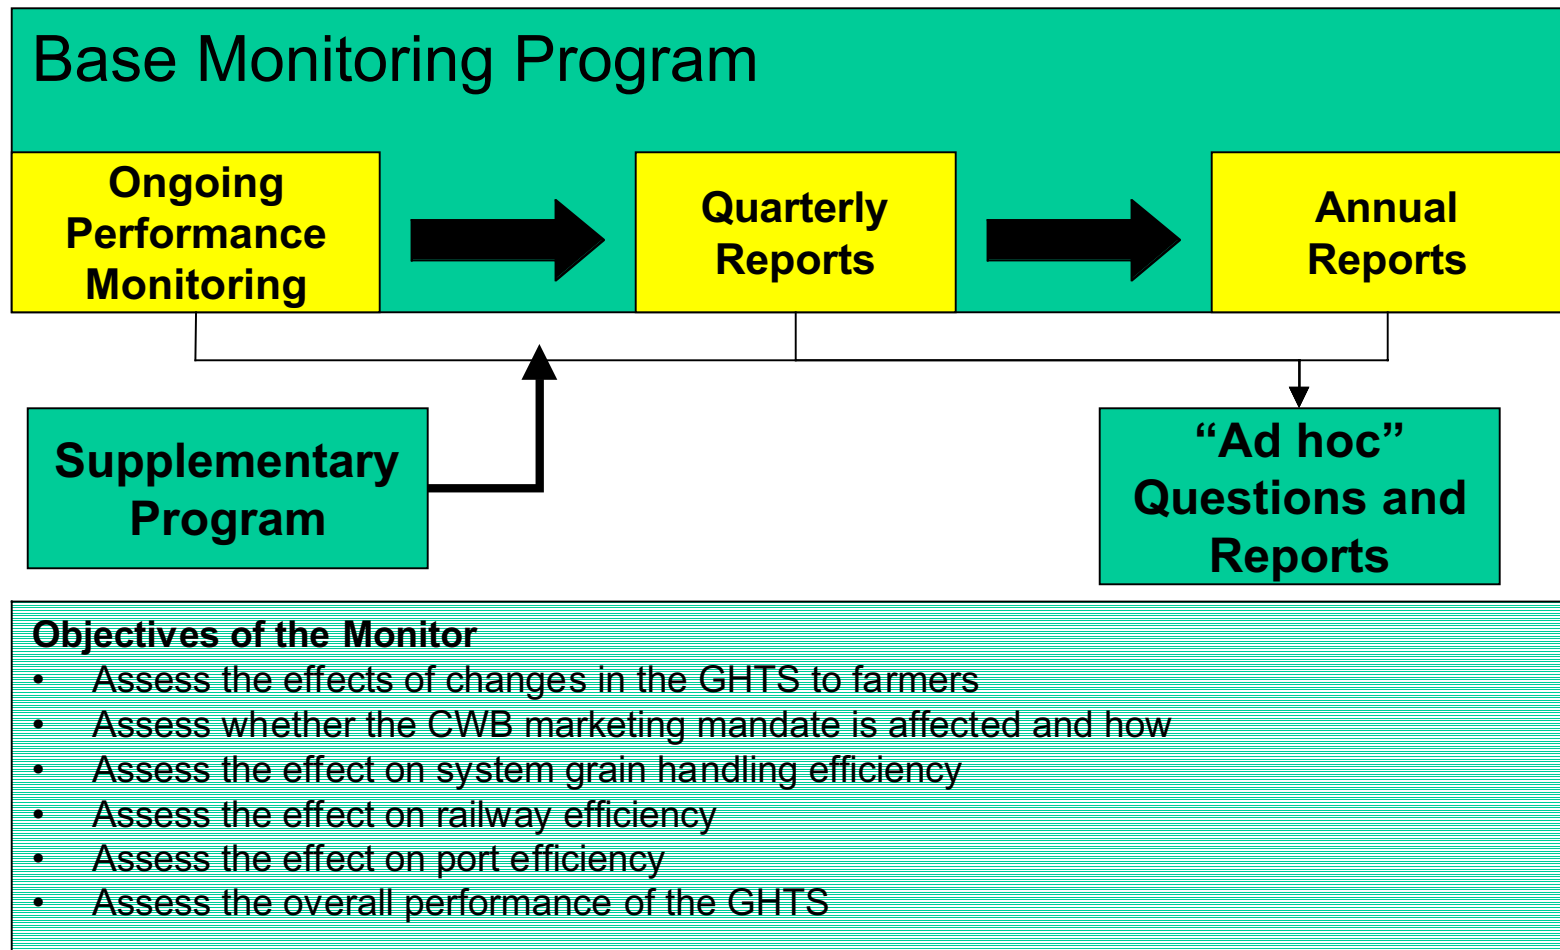 Base Monitoring Program
Ongoing
Performance
Monitoring
Quarterly
Reports
Annual
Reports
Supplementary
Program
“Ad hoc”
Questions and
Reports
Objectives of the Monitor
• Assess the effects of changes in the GHTS to farmers
• Assess whether the CWB marketing mandate is affected and how
• Assess the effect on system grain handling efficiency
• Assess the effect on railway efficiency
• Assess the effect on port efficiency
• Assess the overall performance of the GHTS